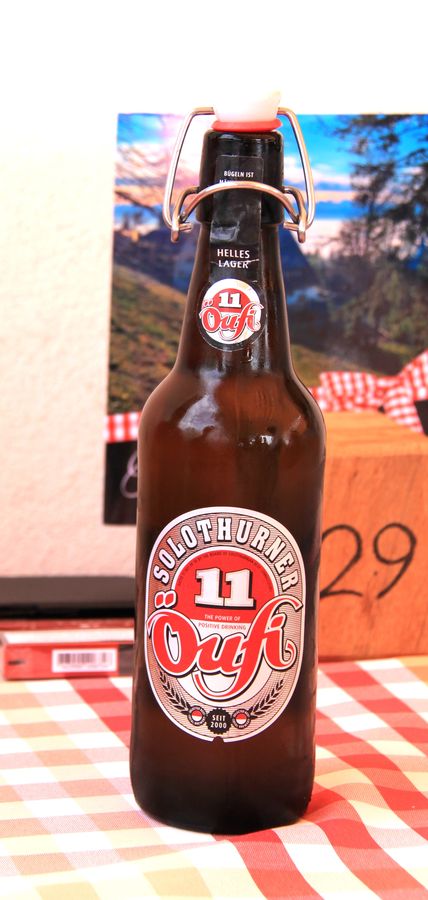 BÜGELN IST
HELLES
LAGER
11
Öufi
SOLOTHURNER
11
THE POWER OF
POSITIVE DRINKING
Öufi
SEIT
2000
29